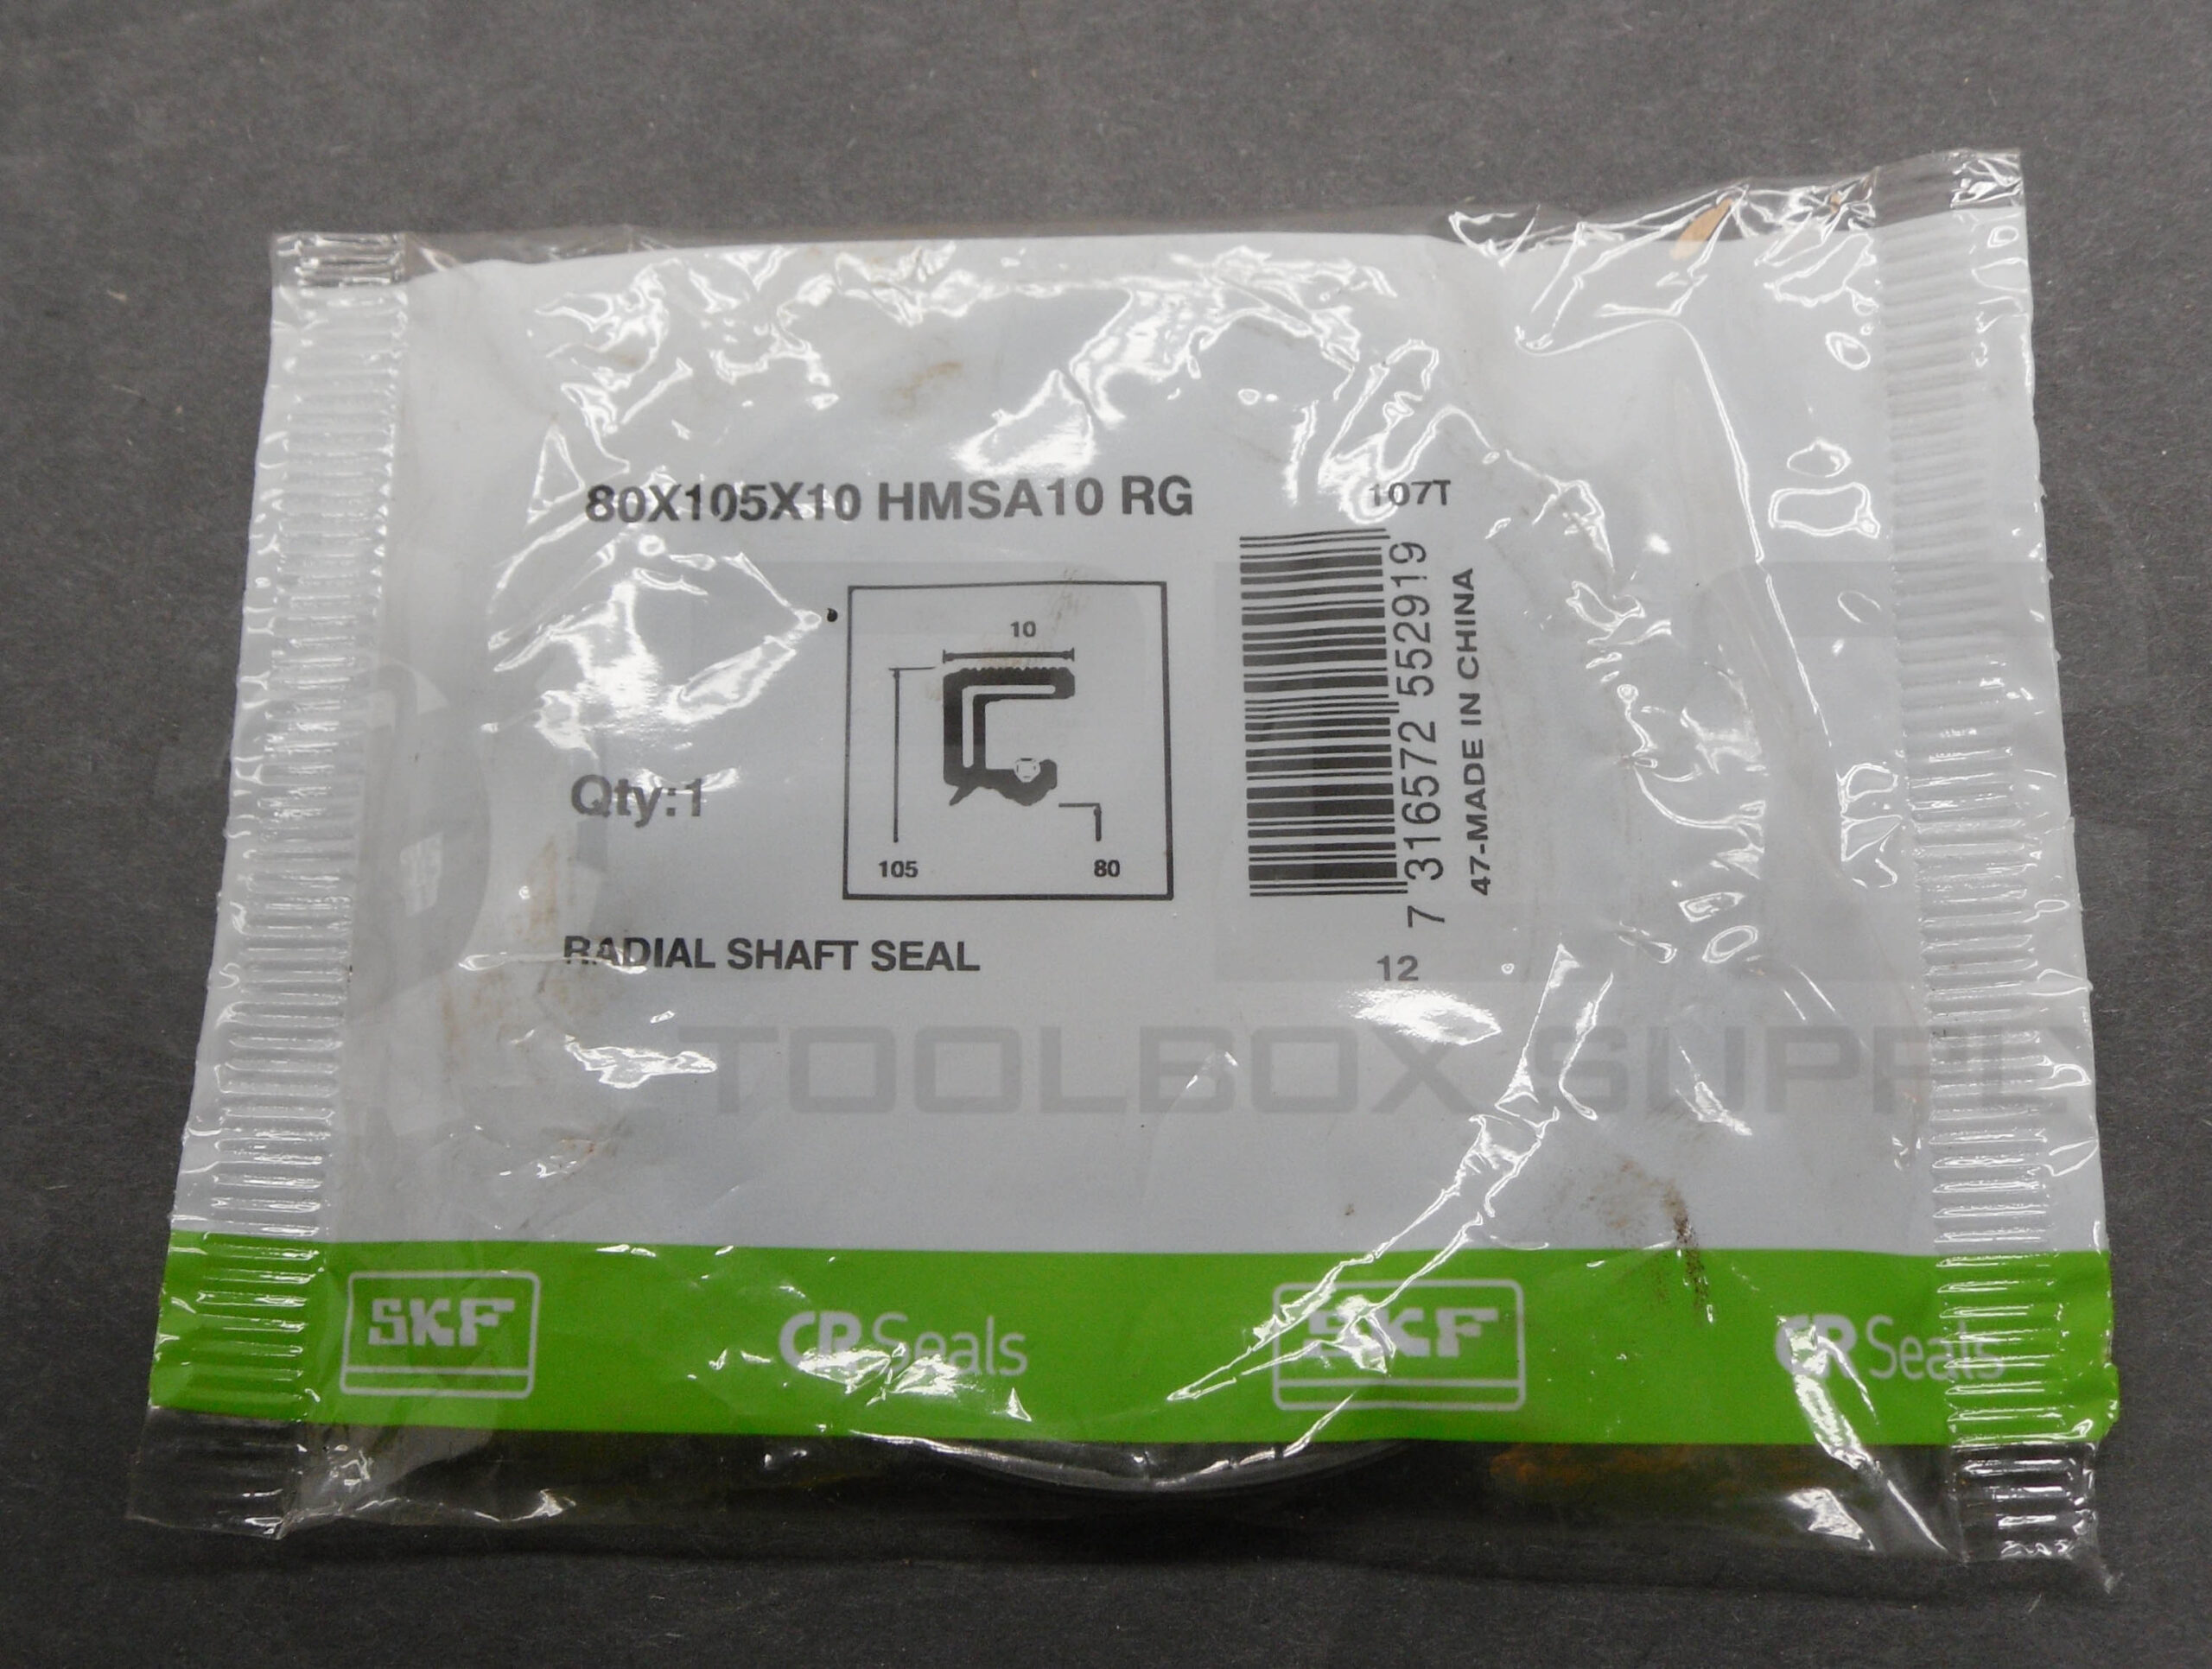 80X105X10 HMSA10 RG
107T
10
105
80
Qty:1
7 316572 552919
47-MADE IN CHINA
12
RADIAL SHAFT SEAL
TOOLBOX SUPPLY
SKF
CR Seals
SKF
CR Seals